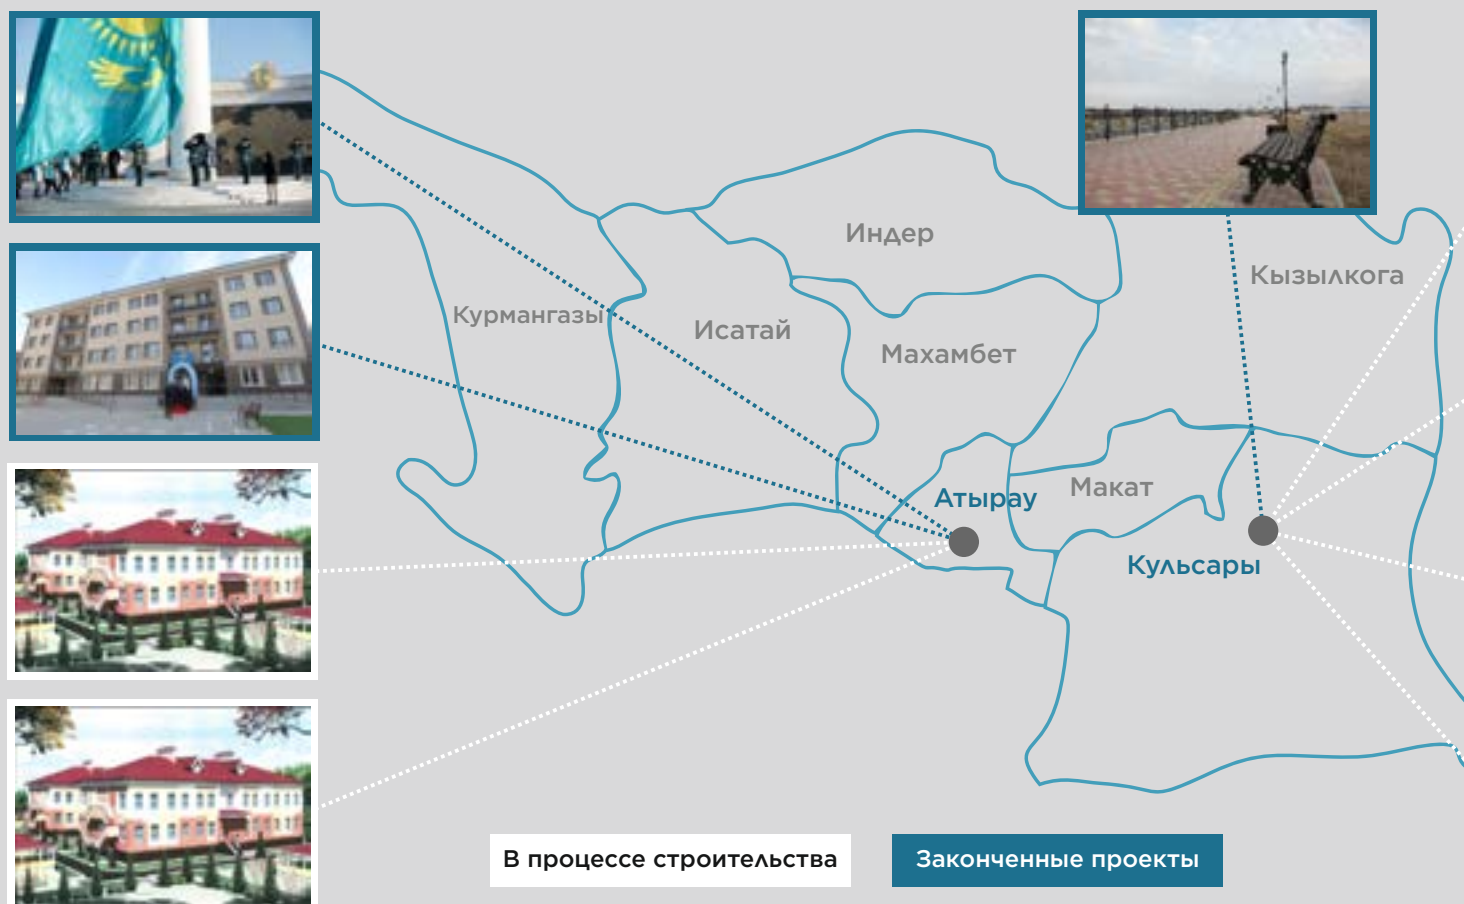 Индер
Кызылкога
Курмангазы
Исатай
Махамбет
Макат
Атырау
Кульсары
В процессе строительства
Законченные проекты